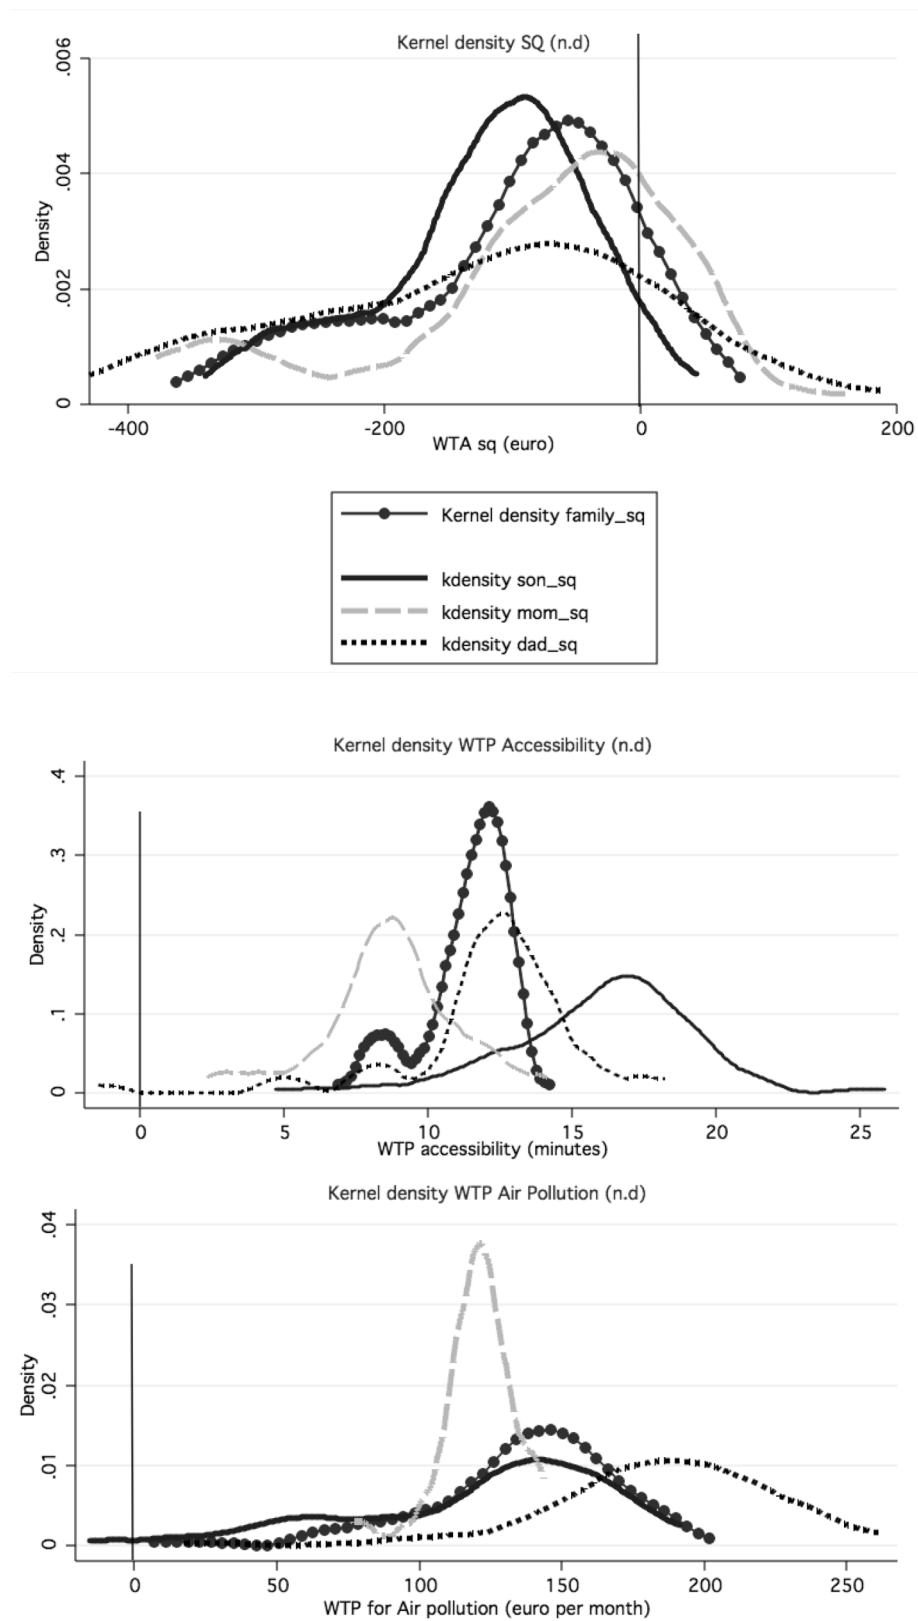 Kernel density SQ (n.d)
.006
.004
.002
0
Density
-400 -200 0 200
WTA sq (euro)
Kernel density family_sq
kdensity son_sq
kdensity mom_sq
kdensity dad_sq
Kernel density WTP Accessibility (n.d)
.4
.3
.2
.1
0
Density
0 5 10 15 20 25
WTP accessibility (minutes)
Kernel density WTP Air Pollution (n.d)
.04
.03
.02
.01
0
Density
0 50 100 150 200 250
WTP for Air pollution (euro per month)